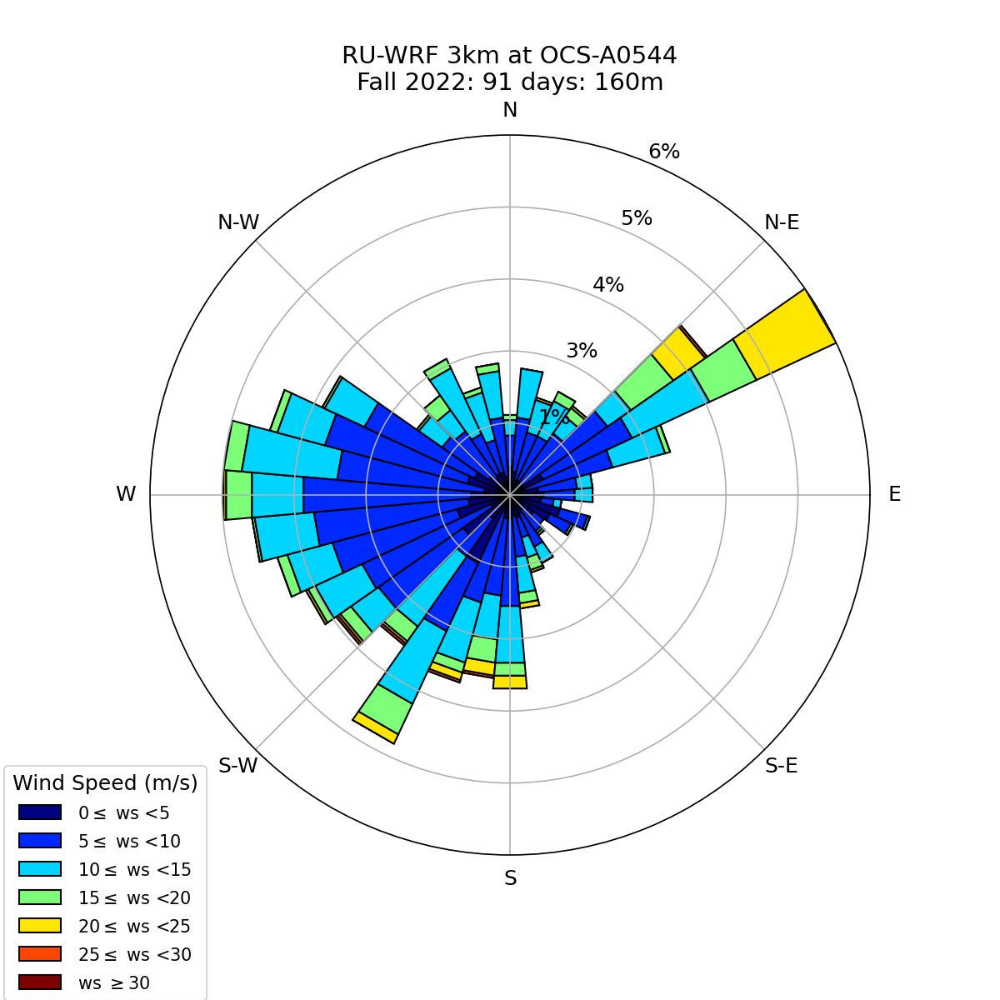 RU-WRF 3km at OCS-A0544
Fall 2022: 91 days: 160m
N
6%
N-W
5%
N-E
4%
3%
1%
W
E
S-W
S-E
S
Wind Speed (m/s)
0 ≤ ws <5
5 ≤ ws <10
10 ≤ ws <15
15 ≤ ws <20
20 ≤ ws <25
25 ≤ ws <30
ws ≥ 30